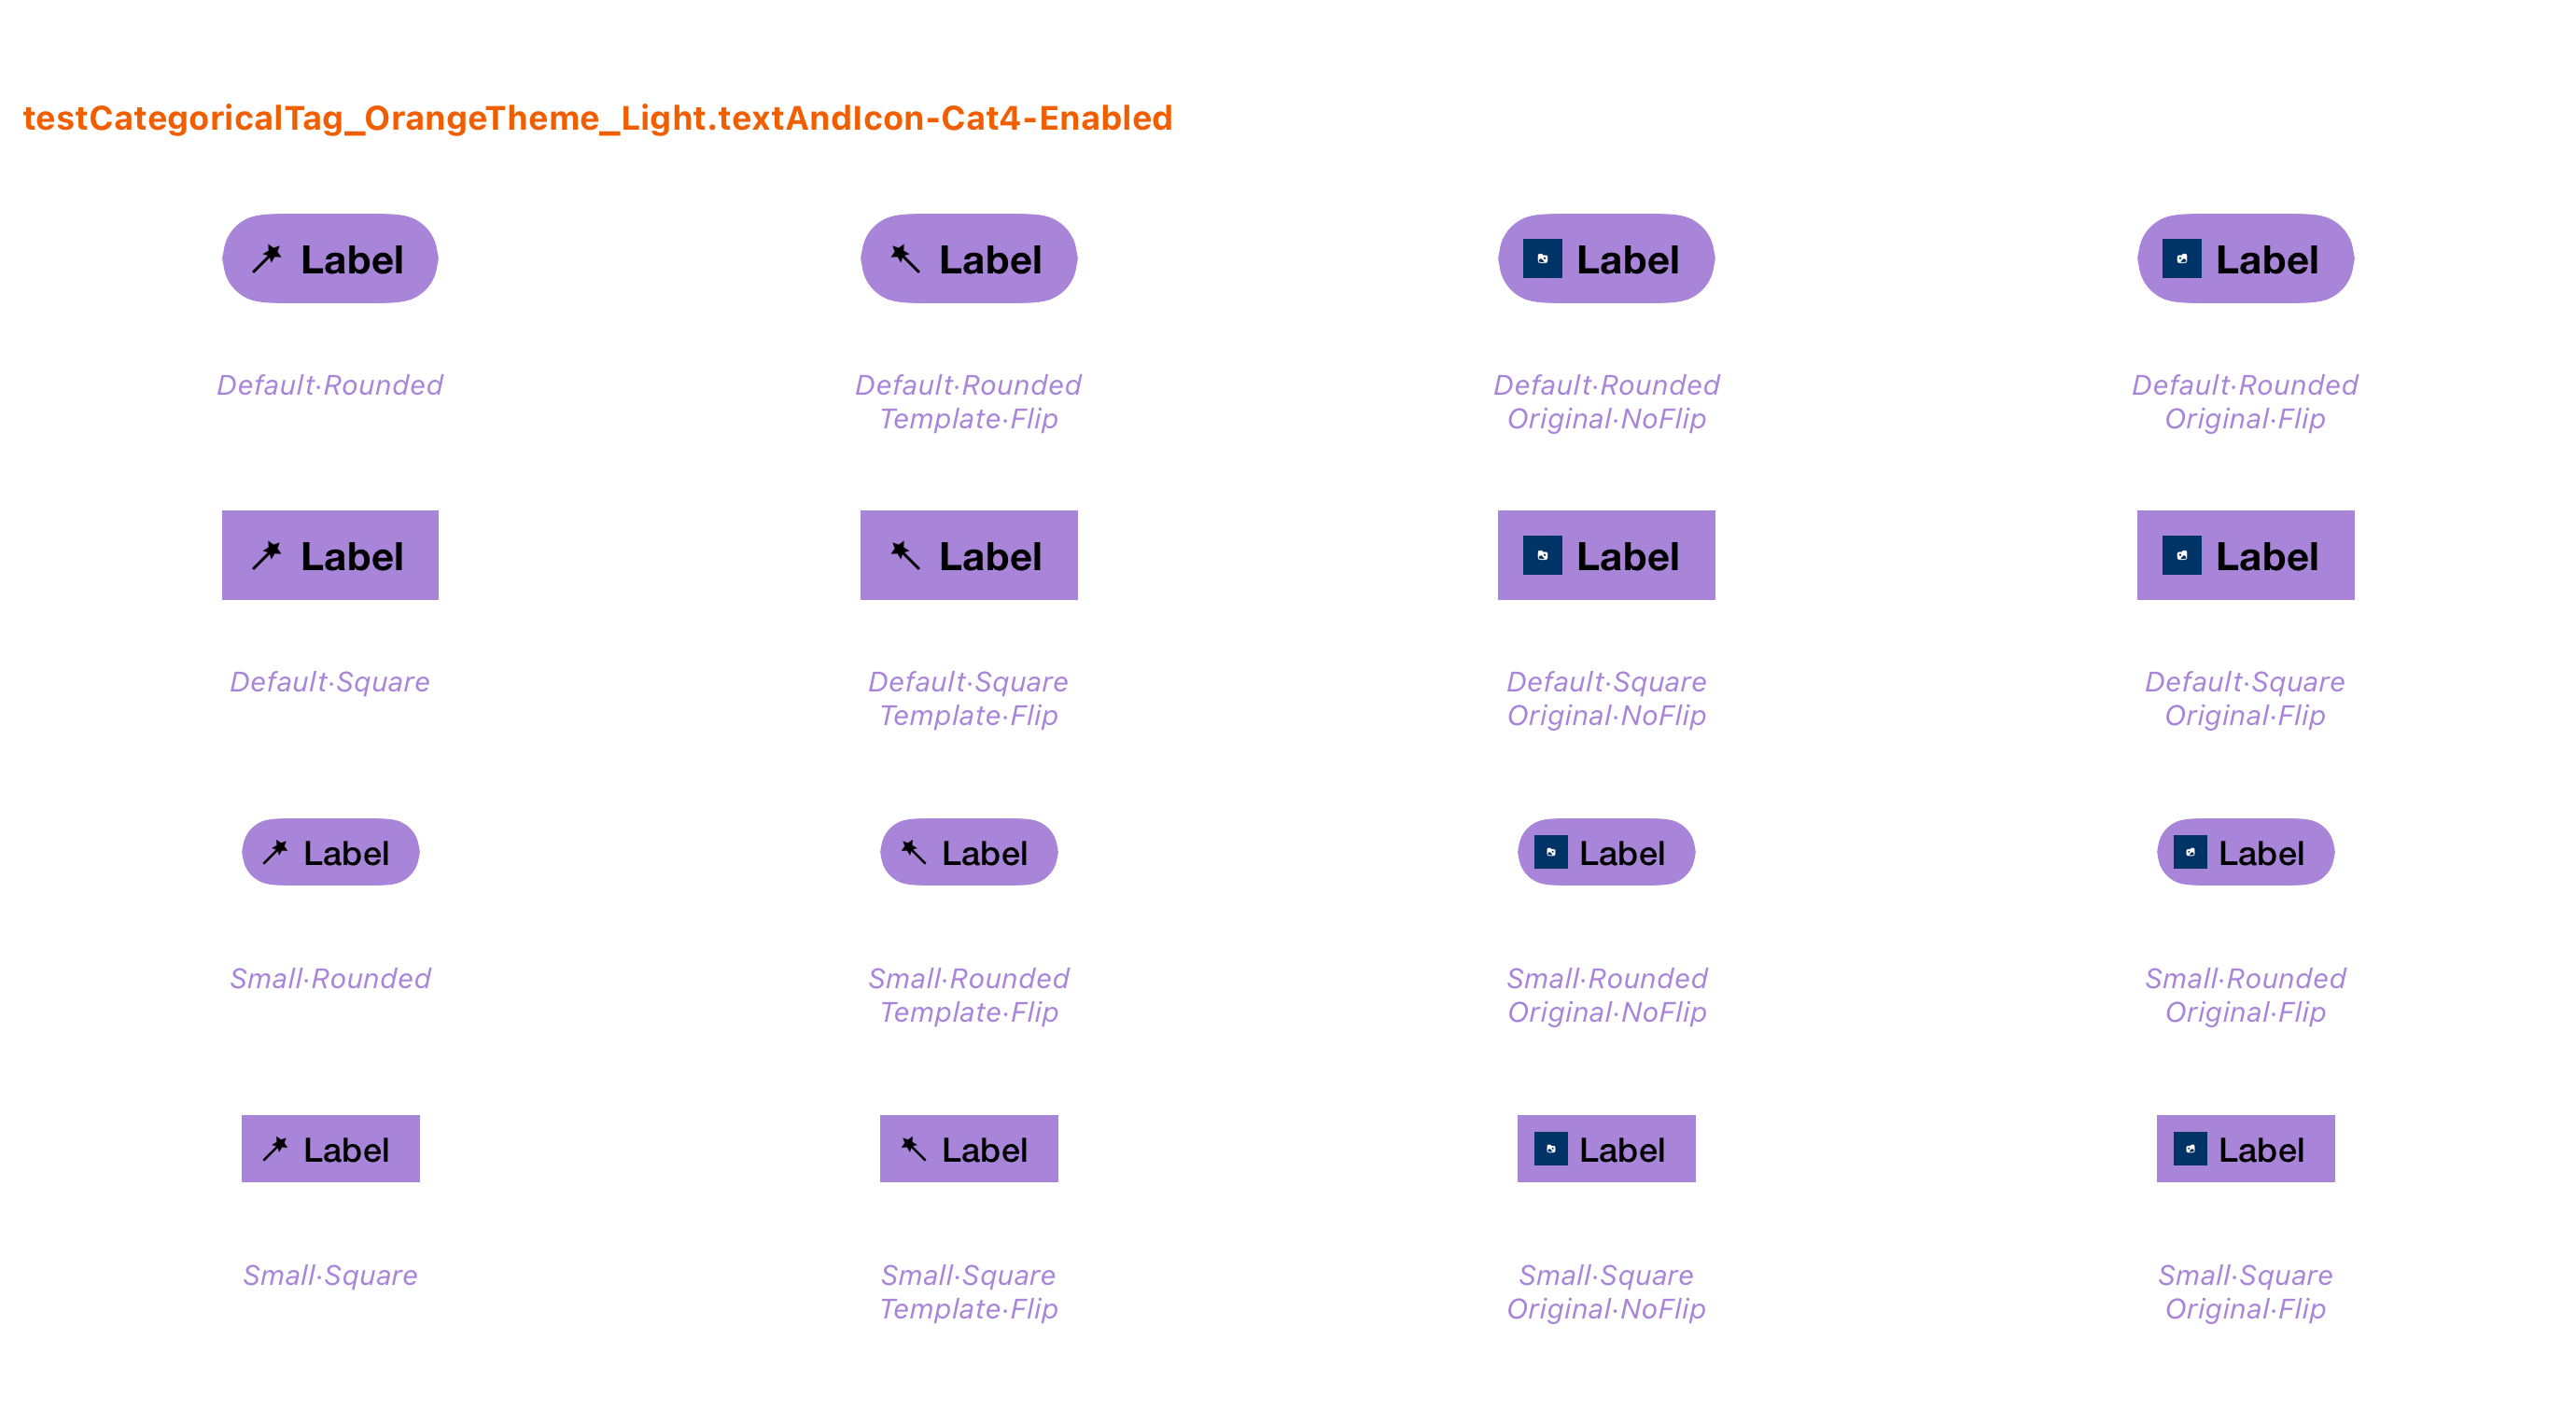 testCategoricalTag_OrangeTheme_Light.textAndIcon-Cat4-Enabled
Label
Label
Label
Label
Default·Rounded
Default·Rounded
Template·Flip
Default·Rounded
Original·NoFlip
Default·Rounded
Original·Flip
Label
Label
Label
Label
Default·Square
Default·Square
Template·Flip
Default·Square
Original·NoFlip
Default·Square
Original·Flip
Label
Label
Label
Label
Small·Rounded
Small·Rounded
Template·Flip
Small·Rounded
Original·NoFlip
Small·Rounded
Original·Flip
Label
Label
Label
Label
Small·Square
Small·Square
Template·Flip
Small·Square
Original·NoFlip
Small·Square
Original·Flip